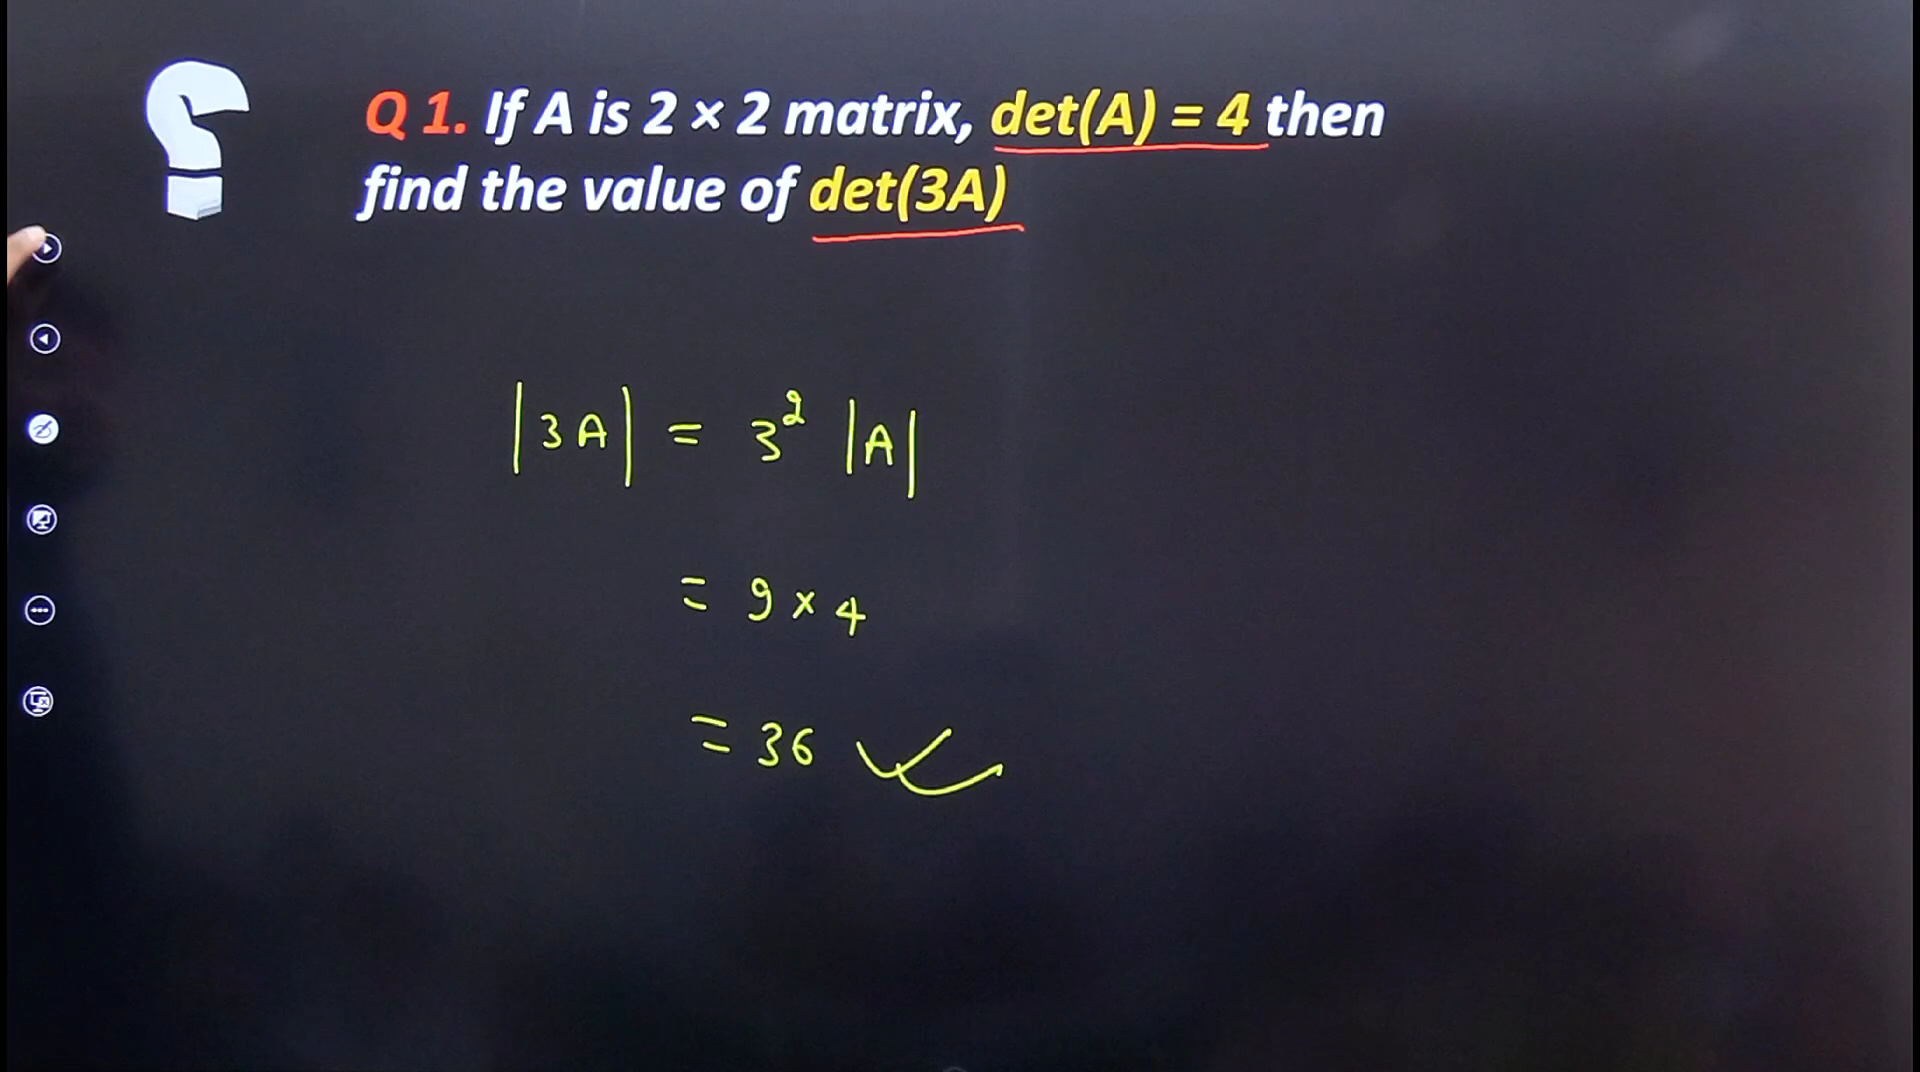 Q 1. If A is 2 × 2 matrix, det(A) = 4 then
find the value of det(3A)
|3A| = 3² |A|
= 9 × 4
= 36